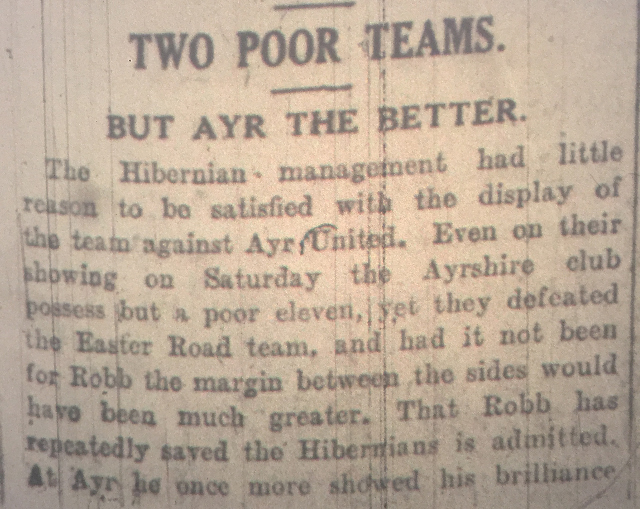 TWO POOR TEAMS.
BUT AYR THE BETTER.
The Hibernian management had little
reason to be satisfied with the display of
the team against Ayr United. Even on their
showing on Saturday the Ayrshire club
possess but a poor eleven, yet they defeated
the Easter Road team, and had it not been
for Robb the margin between the sides would
have been much greater. That Robb has
repeatedly saved the Hibernians is admitted.
At Ayr he once more showed his brilliance